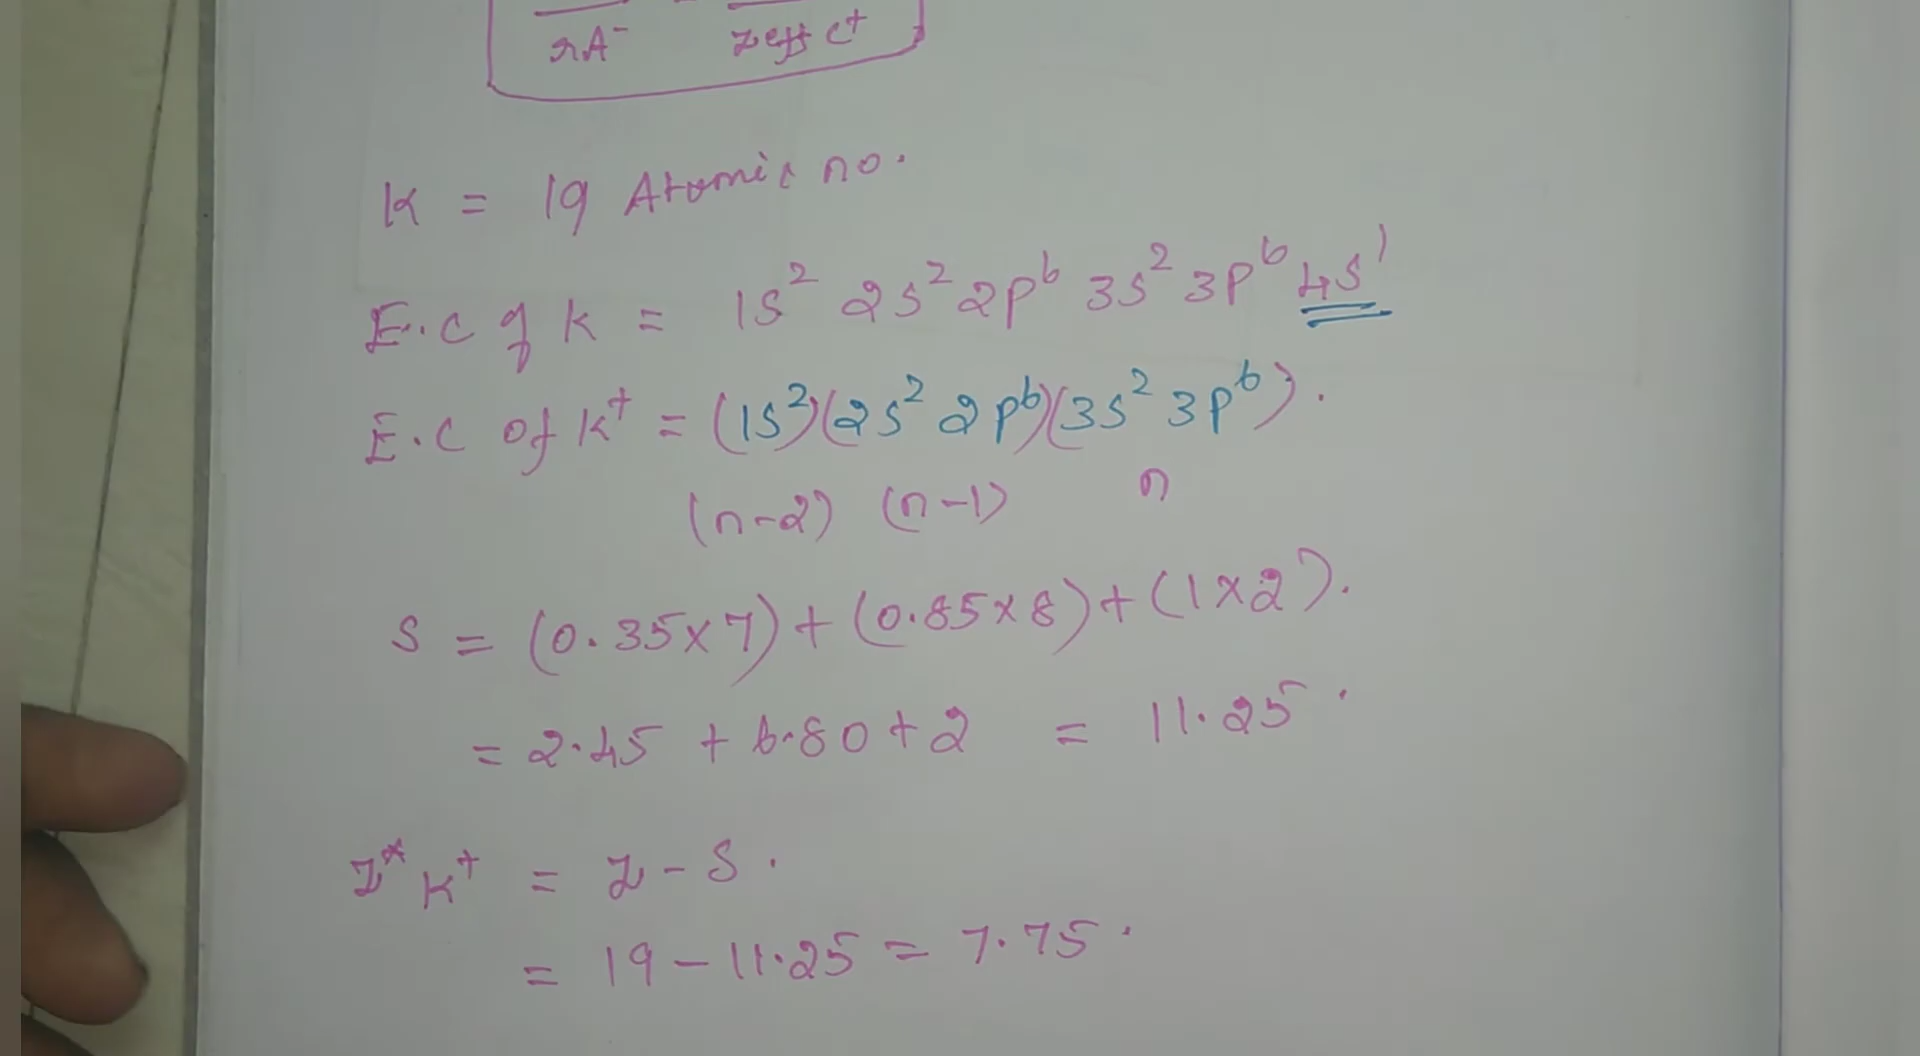 rA⁻ Zeff C⁺
K = 19 Atomic no.
E.C of K = 1s² 2s² 2p⁶ 3s² 3p⁶ 4s¹
E.C of K⁺ = (1s²)(2s² 2p⁶)(3s² 3p⁶).
(n-2) (n-1) n
S = (0.35×7) + (0.85×8) + (1×2).
= 2.45 + 6.80 + 2 = 11.25.
Z* K⁺ = Z - S.
= 19 - 11.25 = 7.75.